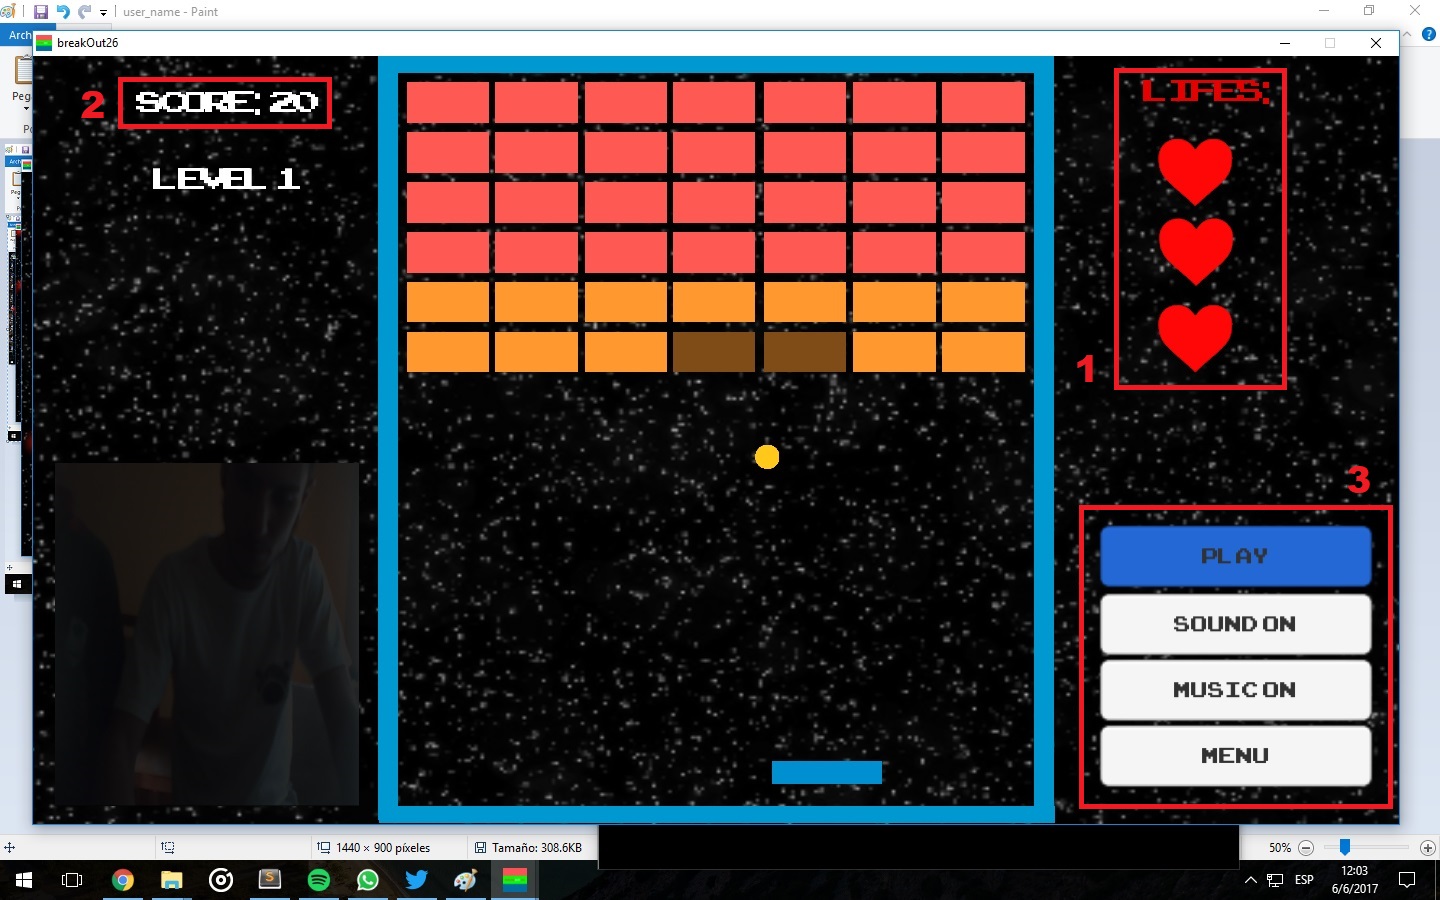 user_name - Paint
Arch
breakOut26
Pega
2
SCORE: 20
LEVEL 1
LIFES:
1
3
PLAY
SOUND ON
MUSIC ON
MENU
1440 × 900 píxeles
Tamaño: 308.6KB
50%
ESP
12:03
6/6/2017